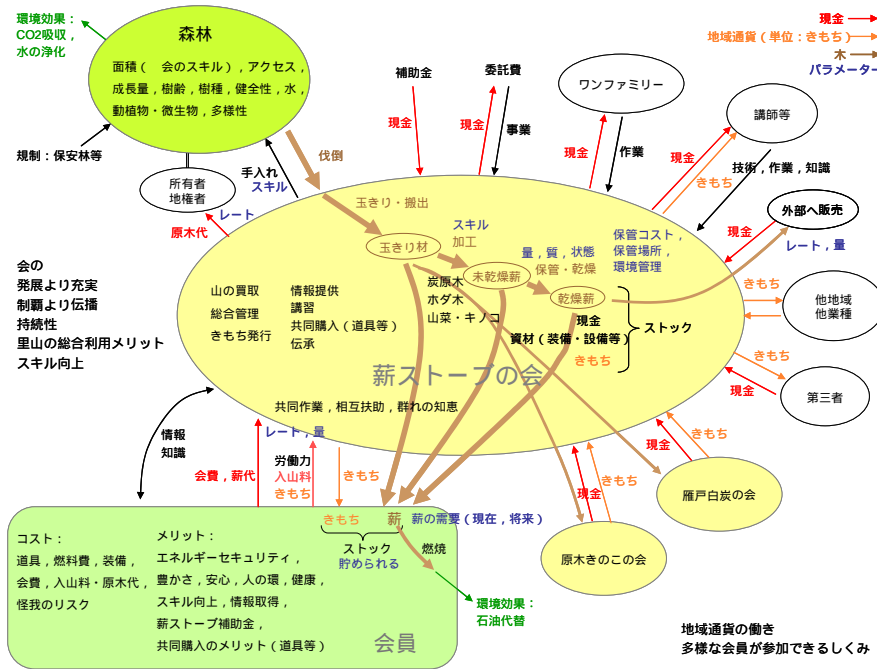 環境効果：
CO2吸収，
水の浄化
森林
面積（　会のスキル），アクセス，
成長量，樹齢，樹種，健全性，水，
動植物・微生物，多様性
規制：保安林等
所有者
地権者
手入れ
スキル
伐倒
レート
原木代
補助金
現金
委託費
現金
事業
ワンファミリー
現金
作業
現金
地域通貨（単位：きもち）
木
パラメーター
講師等
現金
きもち
技術，作業，知識
外部へ販売
現金
レート，量
きもち
他地域
他業種
きもち
現金
第三者
会の
発展より充実
制覇より伝播
持続性
里山の総合利用メリット
スキル向上
玉きり・搬出
玉きり材
スキル
加工
未乾燥薪
量，質，状態
保管・乾燥
乾燥薪
保管コスト，
保管場所，
環境管理
山の買取
総合管理
きもち発行
情報提供
講習
共同購入（道具等）
伝承
炭原木
ホダ木
山菜・キノコ
現金
資材（装備・設備等）
きもち
ストック
薪ストーブの会
共同作業，相互扶助，群れの知恵
情報
知識
会費，薪代
レート，量
労働力
入山料
きもち
きもち
現金
きもち
現金
きもち
雁戸白炭の会
原木きのこの会
コスト：
道具，燃料費，装備，
会費，入山料・原木代，
怪我のリスク
メリット：
エネルギーセキュリティ，
豊かさ，安心，人の環，健康，
スキル向上，情報取得，
薪ストーブ補助金，
共同購入のメリット（道具等）
きもち
薪
薪の需要（現在，将来）
ストック
貯められる
燃焼
会員
環境効果：
石油代替
地域通貨の働き
多様な会員が参加できるしくみ